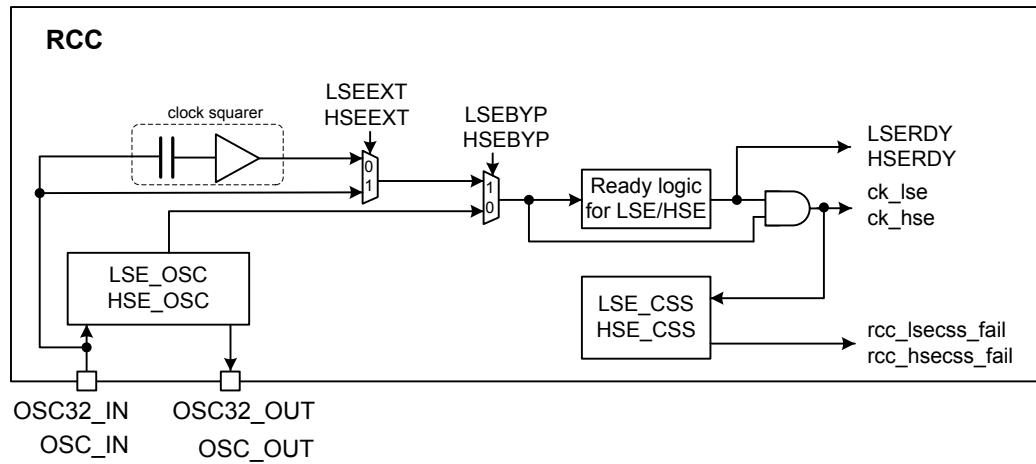 RCC
clock squarer
LSEEXT
HSEEXT
LSEBYP
HSEBYP
0
1
1
0
Ready logic
for LSE/HSE
LSERDY
HSERDY
ck_lse
ck_hse
LSE_OSC
HSE_OSC
LSE_CSS
HSE_CSS
rcc_lsecss_fail
rcc_hsecss_fail
OSC32_IN
OSC_IN
OSC32_OUT
OSC_OUT